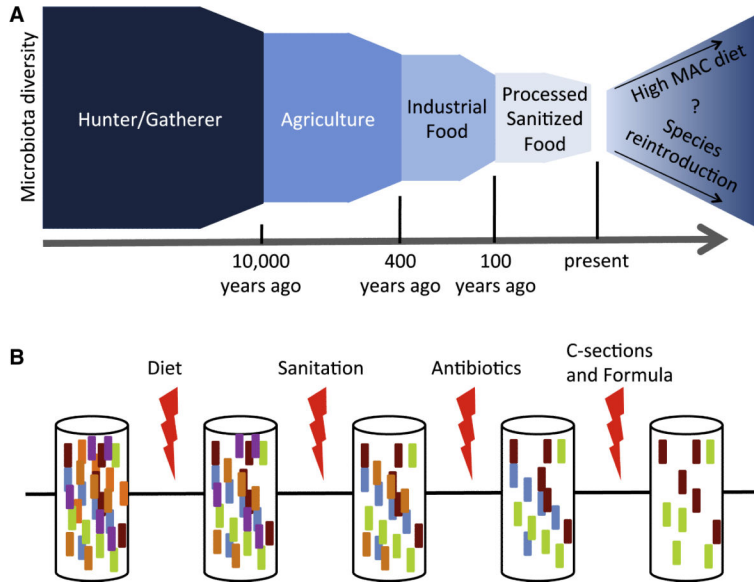 A
Microbiota diversity
Hunter/Gatherer
Agriculture
Industrial
Food
Processed
Sanitized
Food
High MAC diet
?
Species
reintroduction
10,000
years ago
400
years ago
100
years ago
present
B
Diet
Sanitation
Antibiotics
C-sections
and Formula